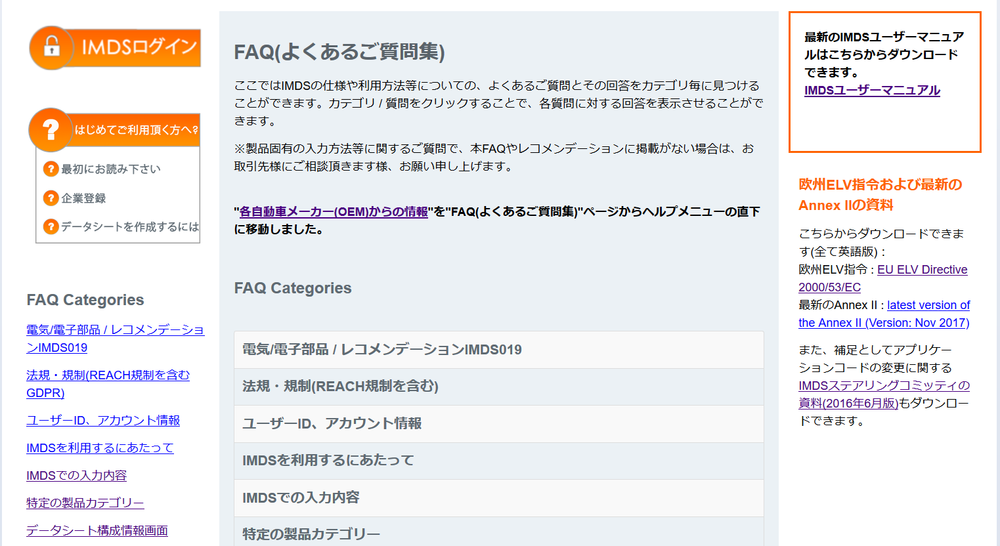 IMDSログイン
はじめてご利用頂く方へ?
最初にお読み下さい
企業登録
データシートを作成するには
FAQ Categories
電気/電子部品 / レコメンデーショ
ンIMDS019
法規・規制(REACH規制を含む
GDPR)
ユーザーID、アカウント情報
IMDSを利用するにあたって
IMDSでの入力内容
特定の製品カテゴリー
データシート構成情報画面
FAQ(よくあるご質問集)
ここではIMDSの仕様や利用方法等についての、よくあるご質問とその回答をカテゴリ毎に見つける
ことができます。カテゴリ / 質問をクリックすることで、各質問に対する回答を表示させることがで
きます。
※製品固有の入力方法等に関するご質問で、本FAQやレコメンデーションに掲載がない場合は、お
取引先様にご相談頂きます様、お願い申し上げます。
"各自動車メーカー(OEM)からの情報"を"FAQ(よくあるご質問集)"ページからヘルプメニューの直下
に移動しました。
FAQ Categories
電気/電子部品 / レコメンデーションIMDS019
法規・規制(REACH規制を含む)
ユーザーID、アカウント情報
IMDSを利用するにあたって
IMDSでの入力内容
特定の製品カテゴリー
最新のIMDSユーザーマニュア
ルはこちらからダウンロード
できます。
IMDSユーザーマニュアル
欧州ELV指令および最新の
Annex IIの資料
こちらからダウンロードできま
す(全て英語版) :
欧州ELV指令 : EU ELV Directive
2000/53/EC
最新のAnnex II : latest version of
the Annex II (Version: Nov 2017)
また、補足としてアプリケー
ションコードの変更に関する
IMDSステアリングコミッティの
資料(2016年6月版)もダウンロー
ドできます。